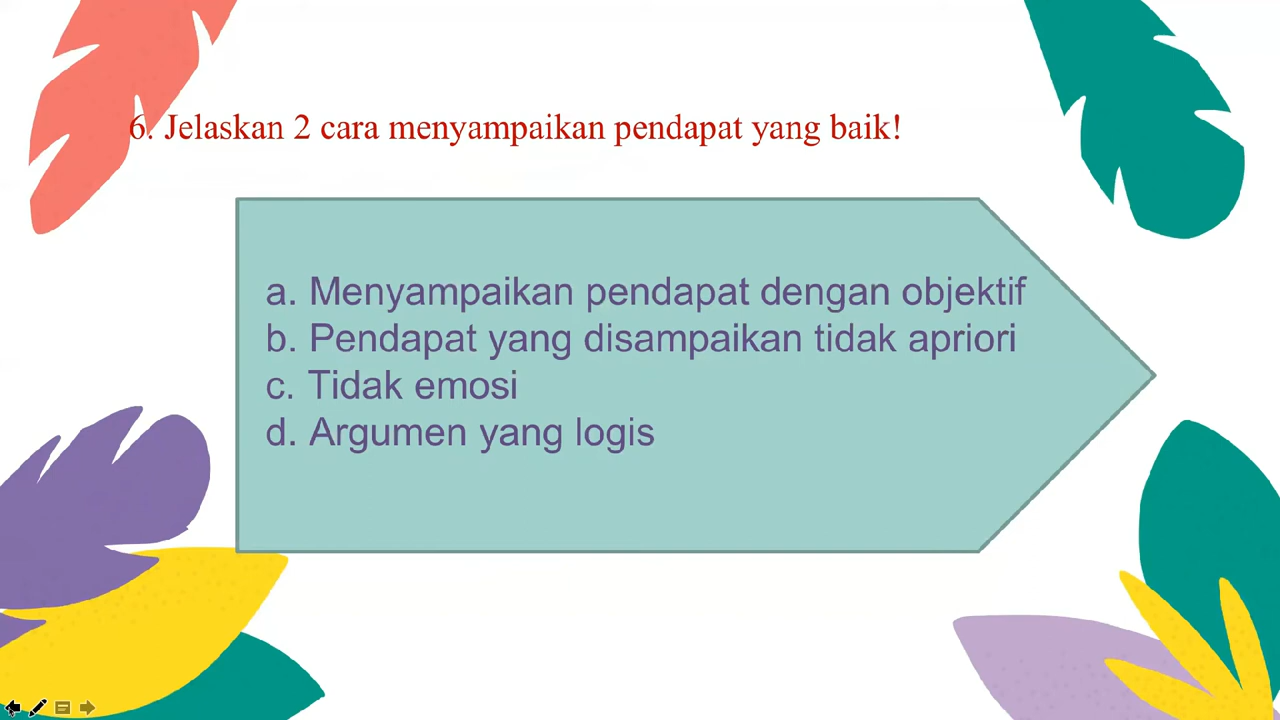 6. Jelaskan 2 cara menyampaikan pendapat yang baik!
a. Menyampaikan pendapat dengan objektif
b. Pendapat yang disampaikan tidak apriori
c. Tidak emosi
d. Argumen yang logis